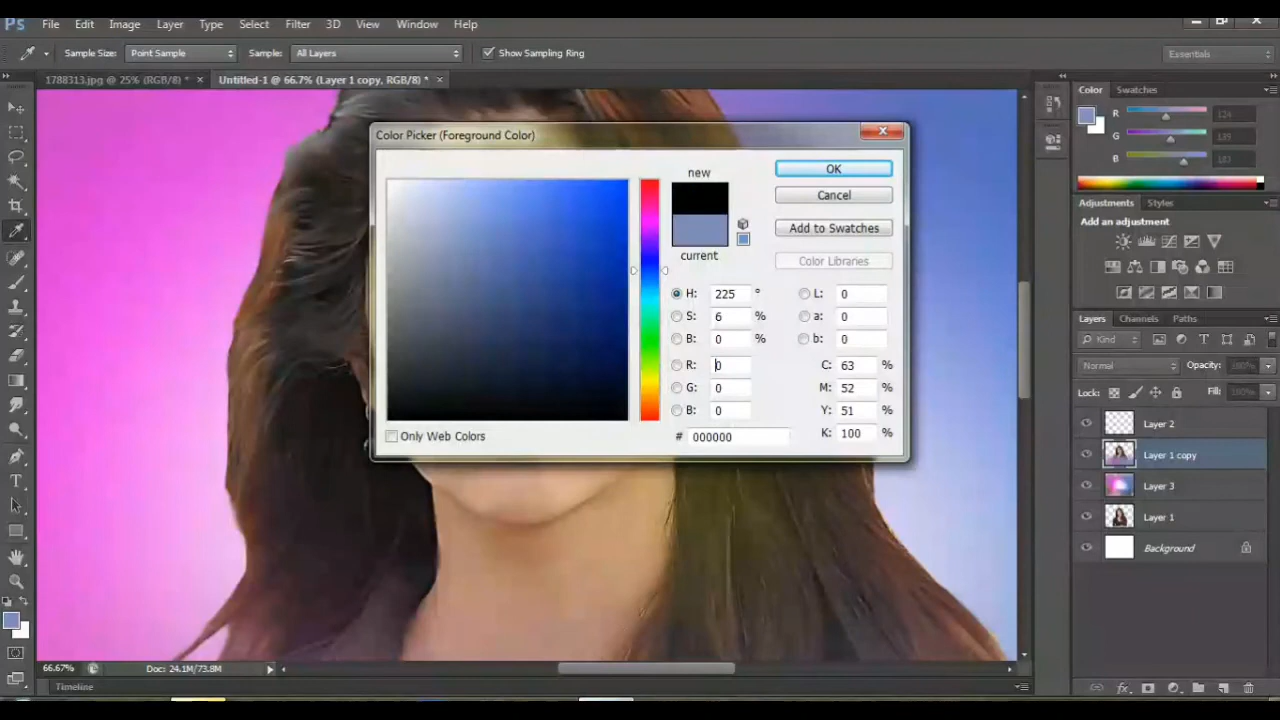 Ps File Edit Image Layer Type Select Filter 3D View Window Help
Sample Size: Point Sample Sample: All Layers Show Sampling Ring Essentials
1788313.jpg @ 25% (RGB/8) * × Untitled-1 @ 66.7% (Layer 1 copy, RGB/8) * ×
Color Picker (Foreground Color)
new
current
OK
Cancel
Add to Swatches
Color Libraries
H: 225 °
S: 6 %
B: 0 %
R: 0
G: 0
B: 0
# 000000
L: 0
a: 0
b: 0
C: 63 %
M: 52 %
Y: 51 %
K: 100 %
Only Web Colors
Color Swatches
R
G
B
Adjustments Styles
Add an adjustment
Layers Channels Paths
Kind
Normal Opacity: 100%
Lock: Fill: 100%
Layer 2
Layer 1 copy
Layer 3
Layer 1
Background
T
66.67% Doc: 24.1M/73.8M
Timeline
fx